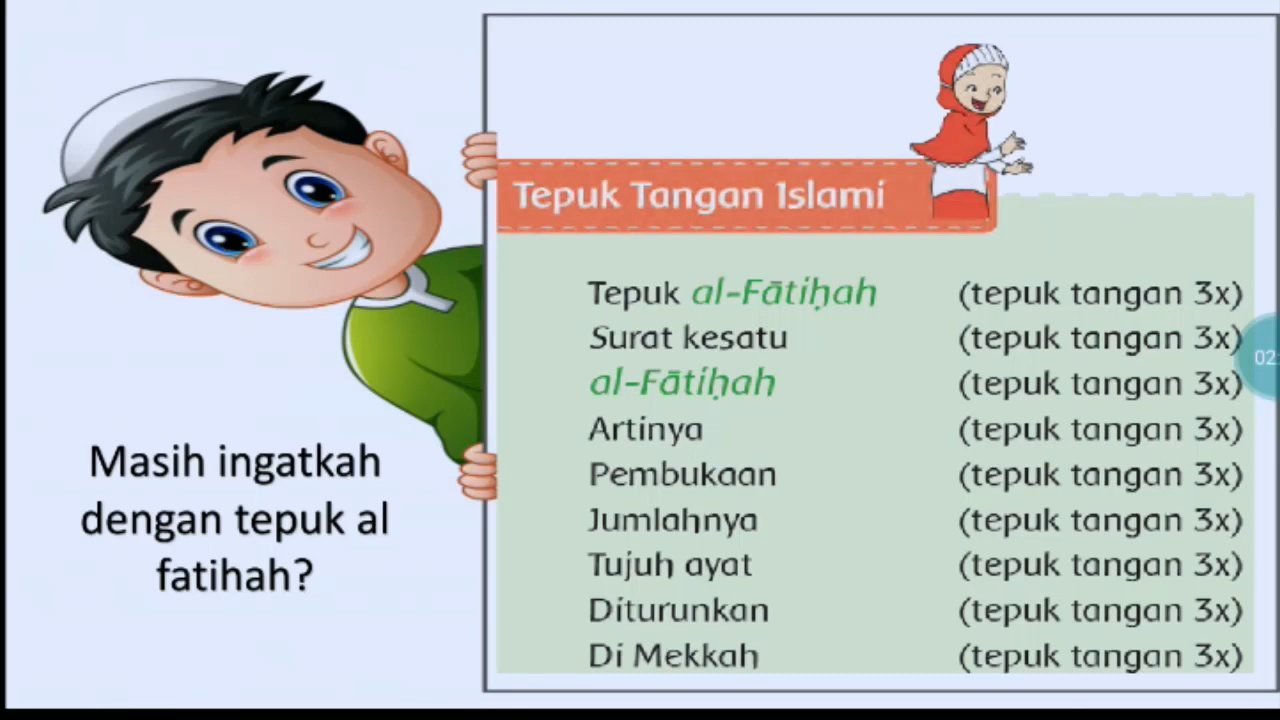 Masih ingatkah
dengan tepuk al
fatihah?
Tepuk Tangan Islami
Tepuk al-Fātiḥah (tepuk tangan 3x)
Surat kesatu (tepuk tangan 3x)
al-Fātiḥah (tepuk tangan 3x)
Artinya (tepuk tangan 3x)
Pembukaan (tepuk tangan 3x)
Jumlahnya (tepuk tangan 3x)
Tujuh ayat (tepuk tangan 3x)
Diturunkan (tepuk tangan 3x)
Di Mekkah (tepuk tangan 3x)